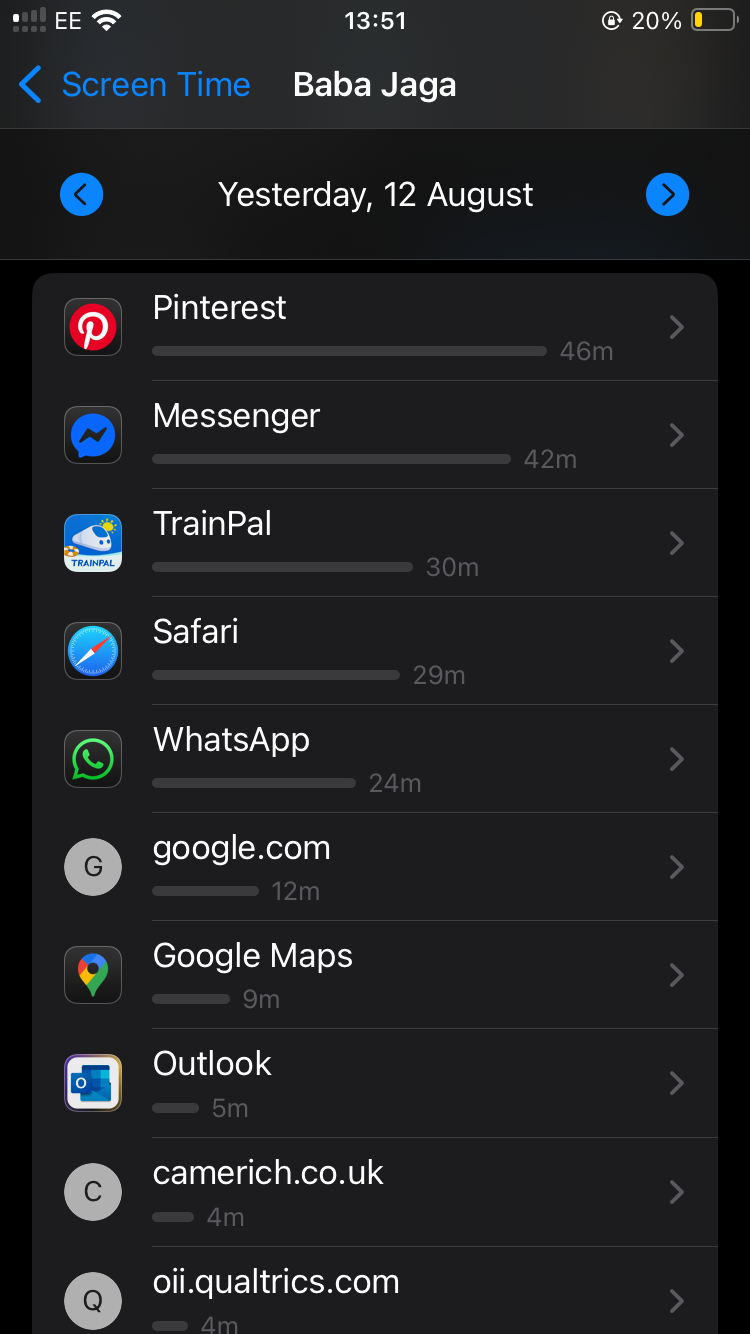 EE 13:51 20%
Screen Time Baba Jaga
Yesterday, 12 August
Pinterest
46m
Messenger
42m
TrainPal
TRAINPAL
30m
Safari
29m
WhatsApp
24m
google.com
G
12m
Google Maps
9m
Outlook
O
5m
camerich.co.uk
C
4m
oii.qualtrics.com
Q
4m